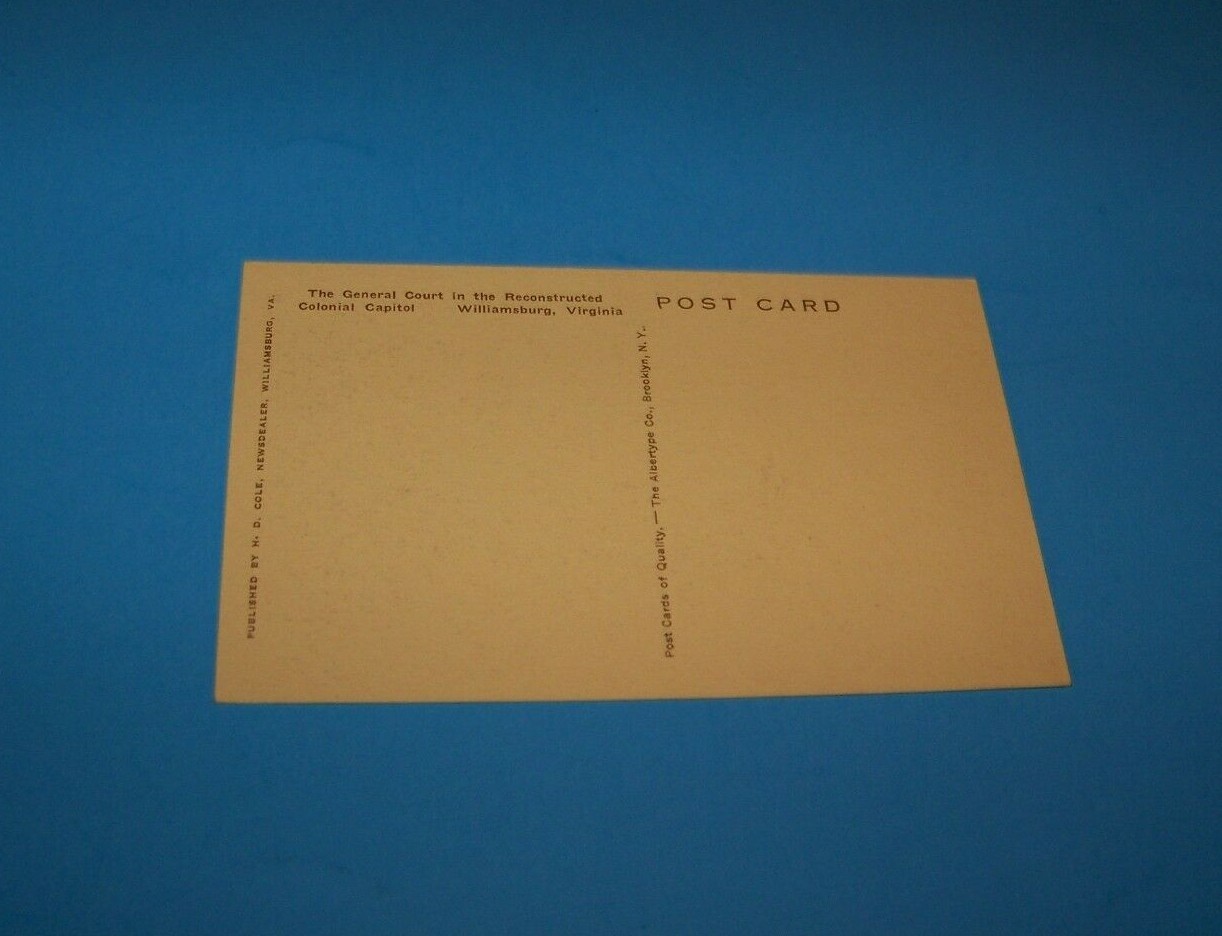 The General Court in the Reconstructed
Colonial Capitol Williamsburg, Virginia
POST CARD
PUBLISHED BY H. D. COLE, NEWSDEALER, WILLIAMSBURG, VA.
Post Cards of Quality. — The Albertype Co., Brooklyn, N. Y.